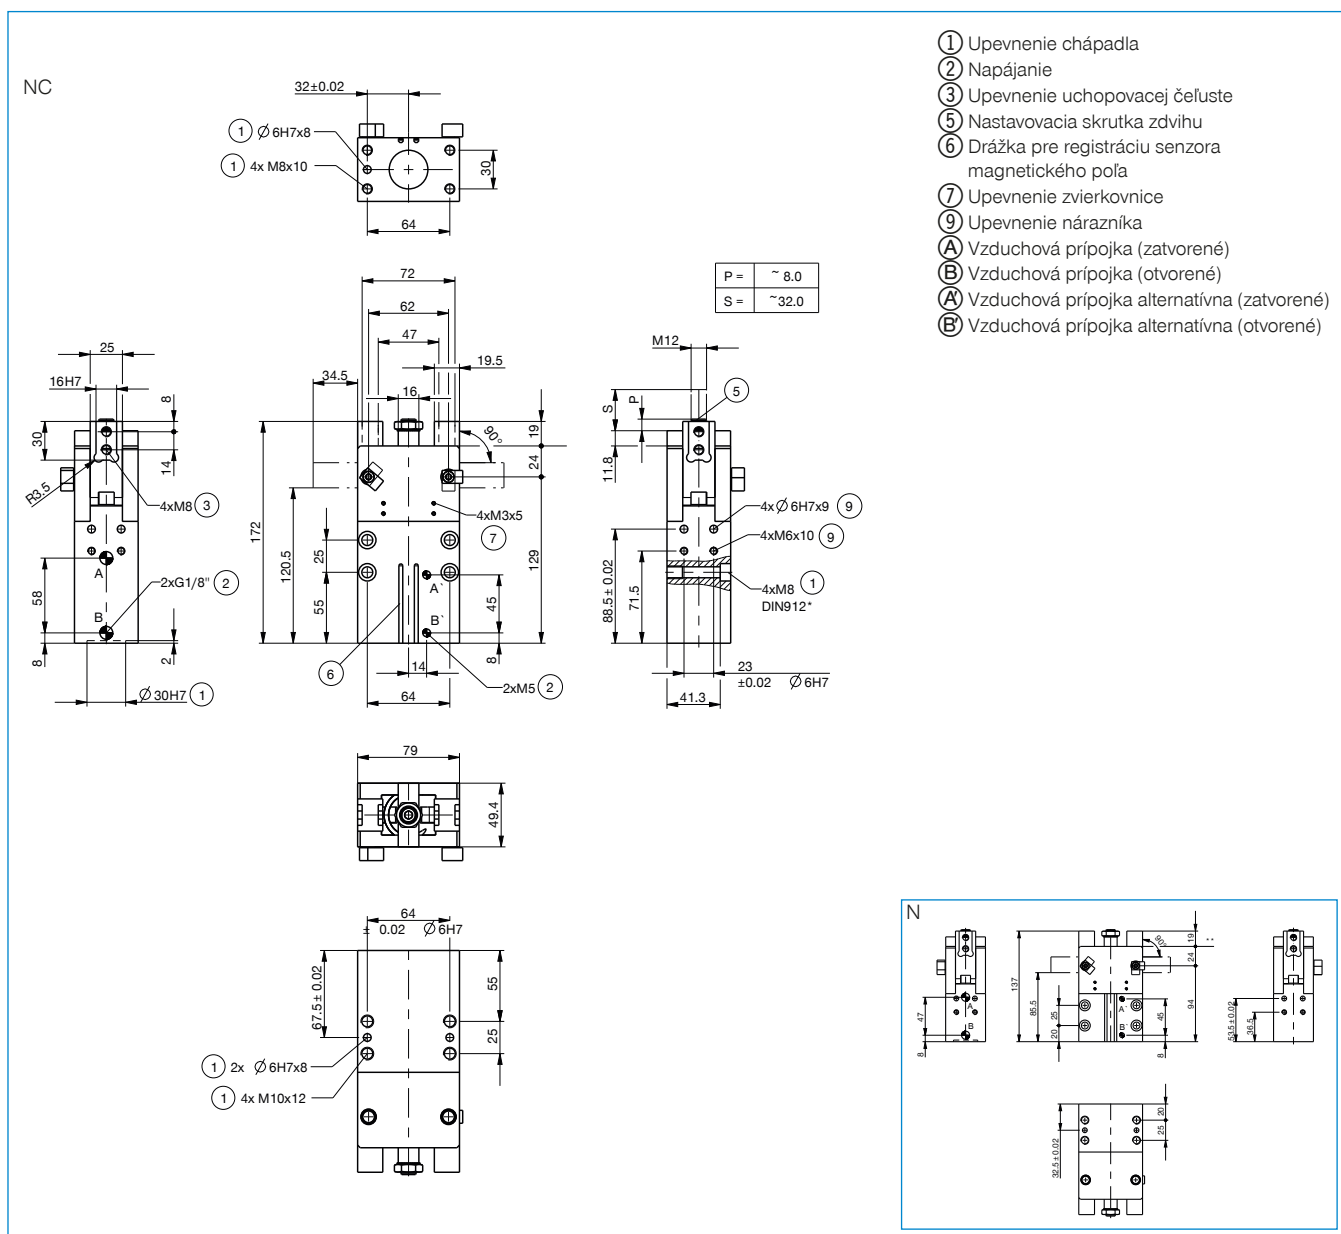 NC
① Upevnenie chápadla
② Napájanie
③ Upevnenie uchopovacej čeľuste
⑤ Nastavovacia skrutka zdvihu
⑥ Drážka pre registráciu senzora
magnetického poľa
⑦ Upevnenie zvierkovnice
⑨ Upevnenie nárazníka
Ⓐ Vzduchová prípojka (zatvorené)
Ⓑ Vzduchová prípojka (otvorené)
A' Vzduchová prípojka alternatívna (zatvorené)
B' Vzduchová prípojka alternatívna (otvorené)
32±0.02
① Ø 6H7x8
① 4x M8x10
30
64
P = ~ 8.0
S = ~32.0
25
16H7
8
30
14
R3.5
4xM8 ③
A
2xG1/8" ②
B
58
8
2
Ø 30H7 ①
72
62
47
19.5
34.5
16
90°
19
24
172
120.5
129
4xM3x5
⑦
25
55
A`
45
B`
8
⑥
14
2xM5 ②
64
M12
S
P
⑤
11.8
4x Ø 6H7x9 ⑨
4xM6x10 ⑨
4xM8 ①
DIN912*
88.5±0.02
71.5
23
±0.02 Ø 6H7
41.3
79
49.4
64
± 0.02 Ø 6H7
67.5±0.02
55
25
① 2x Ø 6H7x8
① 4x M10x12
N
47
8
A
B
137
85.5
25
20
90°
19
24
94
A`
B`
45
8
53.5±0.02
36.5
32.5±0.02
20
25